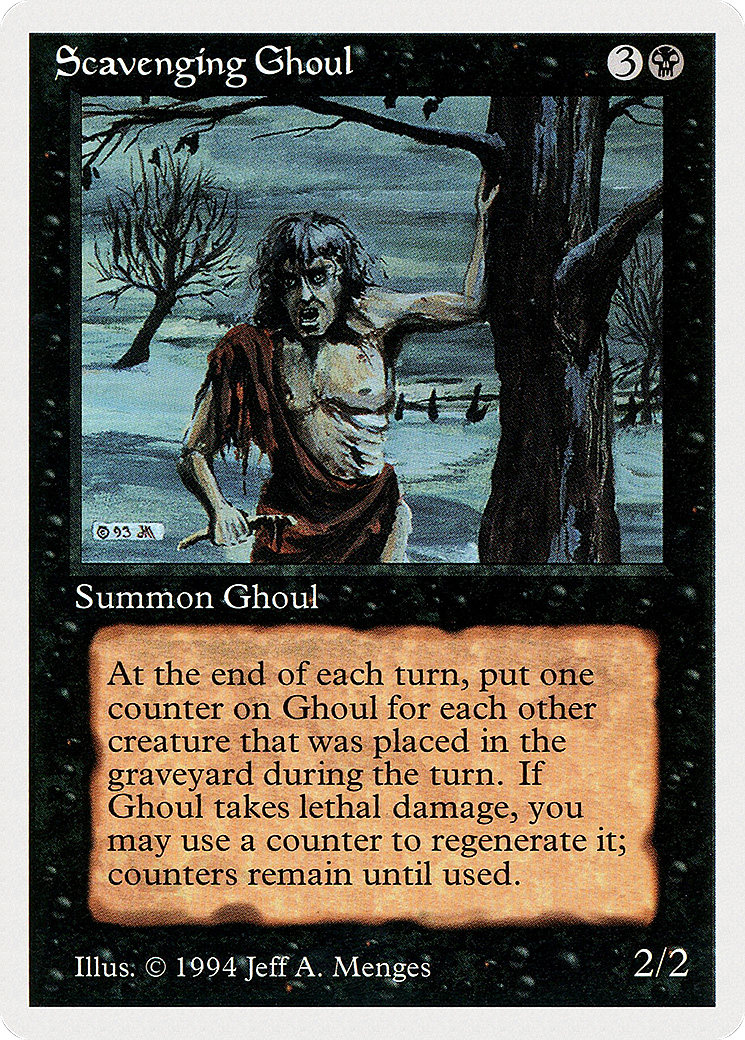 Scavenging Ghoul 3
© 93 JM
Summon Ghoul
At the end of each turn, put one
counter on Ghoul for each other
creature that was placed in the
graveyard during the turn. If
Ghoul takes lethal damage, you
may use a counter to regenerate it;
counters remain until used.
Illus. © 1994 Jeff A. Menges 2/2